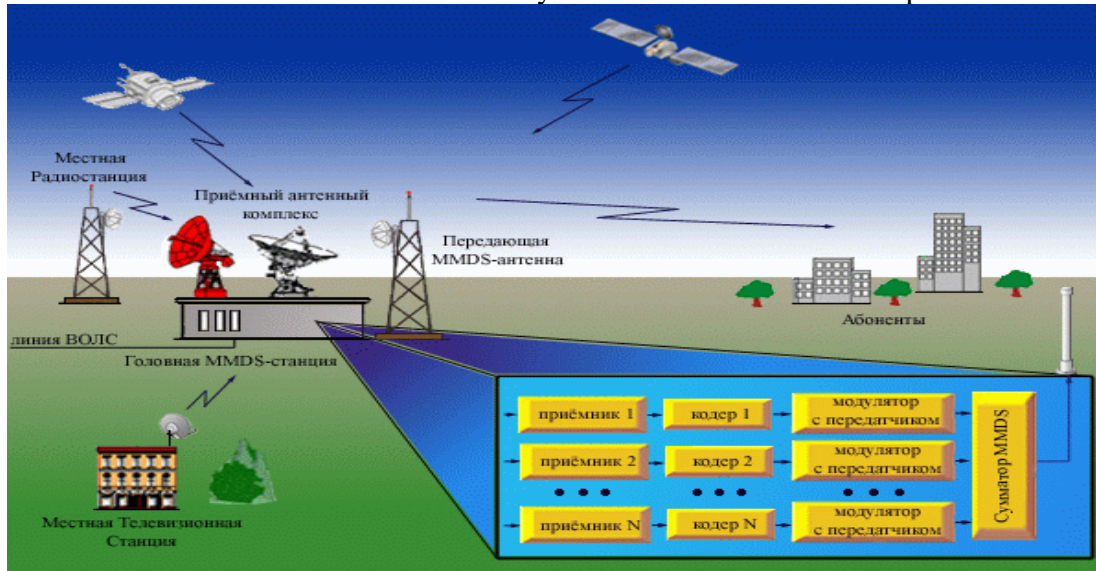 Местная
Радиостанция
Приёмный антенный
комплекс
Передающая
MMDS-антенна
Абоненты
линия ВОЛС
Головная MMDS-станция
Местная Телевизионная
Станция
приёмник 1
кодер 1
модулятор
с передатчиком
приёмник 2
кодер 2
модулятор
с передатчиком
приёмник N
кодер N
модулятор
с передатчиком
Сумматор MMDS